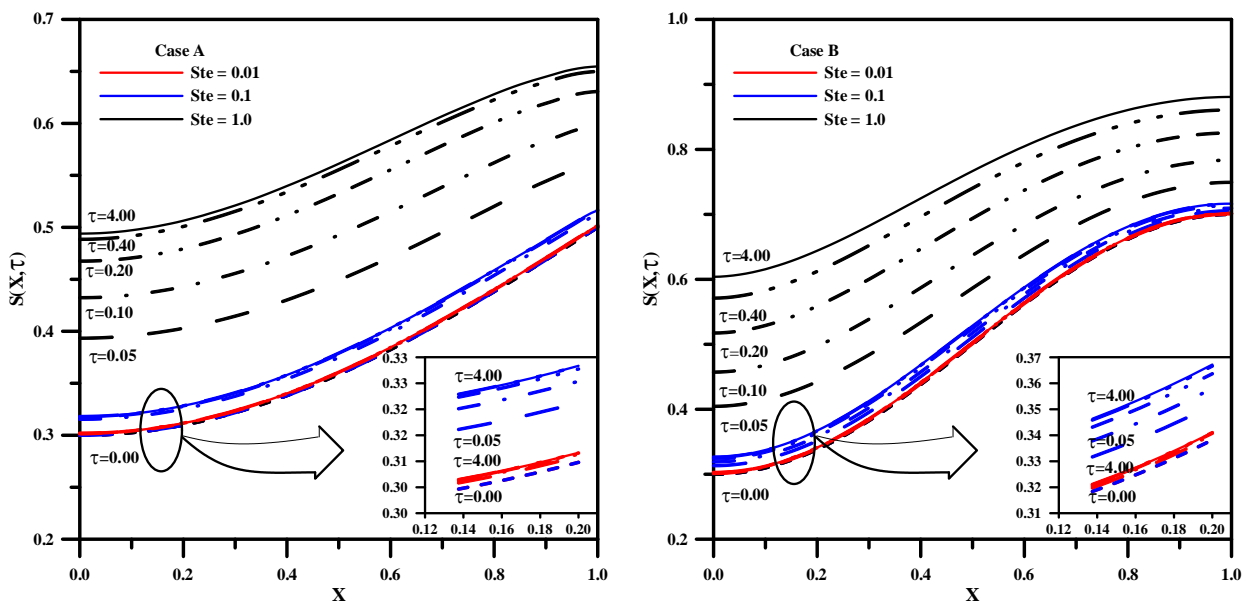 0.7
0.6
0.5
0.4
0.3
0.2
S(X,τ)
Case A
Ste = 0.01
Ste = 0.1
Ste = 1.0
τ=4.00
τ=0.40
τ=0.20
τ=0.10
τ=0.05
τ=0.00
0.33
0.33
0.32
0.32
0.31
0.30
0.30
τ=4.00
τ=0.05
τ=4.00
τ=0.00
0.12 0.14 0.16 0.18 0.20
0.0 0.2 0.4 0.6 0.8 1.0
X
1.0
0.8
0.6
0.4
0.2
S(X,τ)
Case B
Ste = 0.01
Ste = 0.1
Ste = 1.0
τ=4.00
τ=0.40
τ=0.20
τ=0.10
τ=0.05
τ=0.00
0.37
0.36
0.35
0.34
0.33
0.32
0.31
τ=4.00
τ=0.05
τ=4.00
τ=0.00
0.12 0.14 0.16 0.18 0.20
0.0 0.2 0.4 0.6 0.8 1.0
X